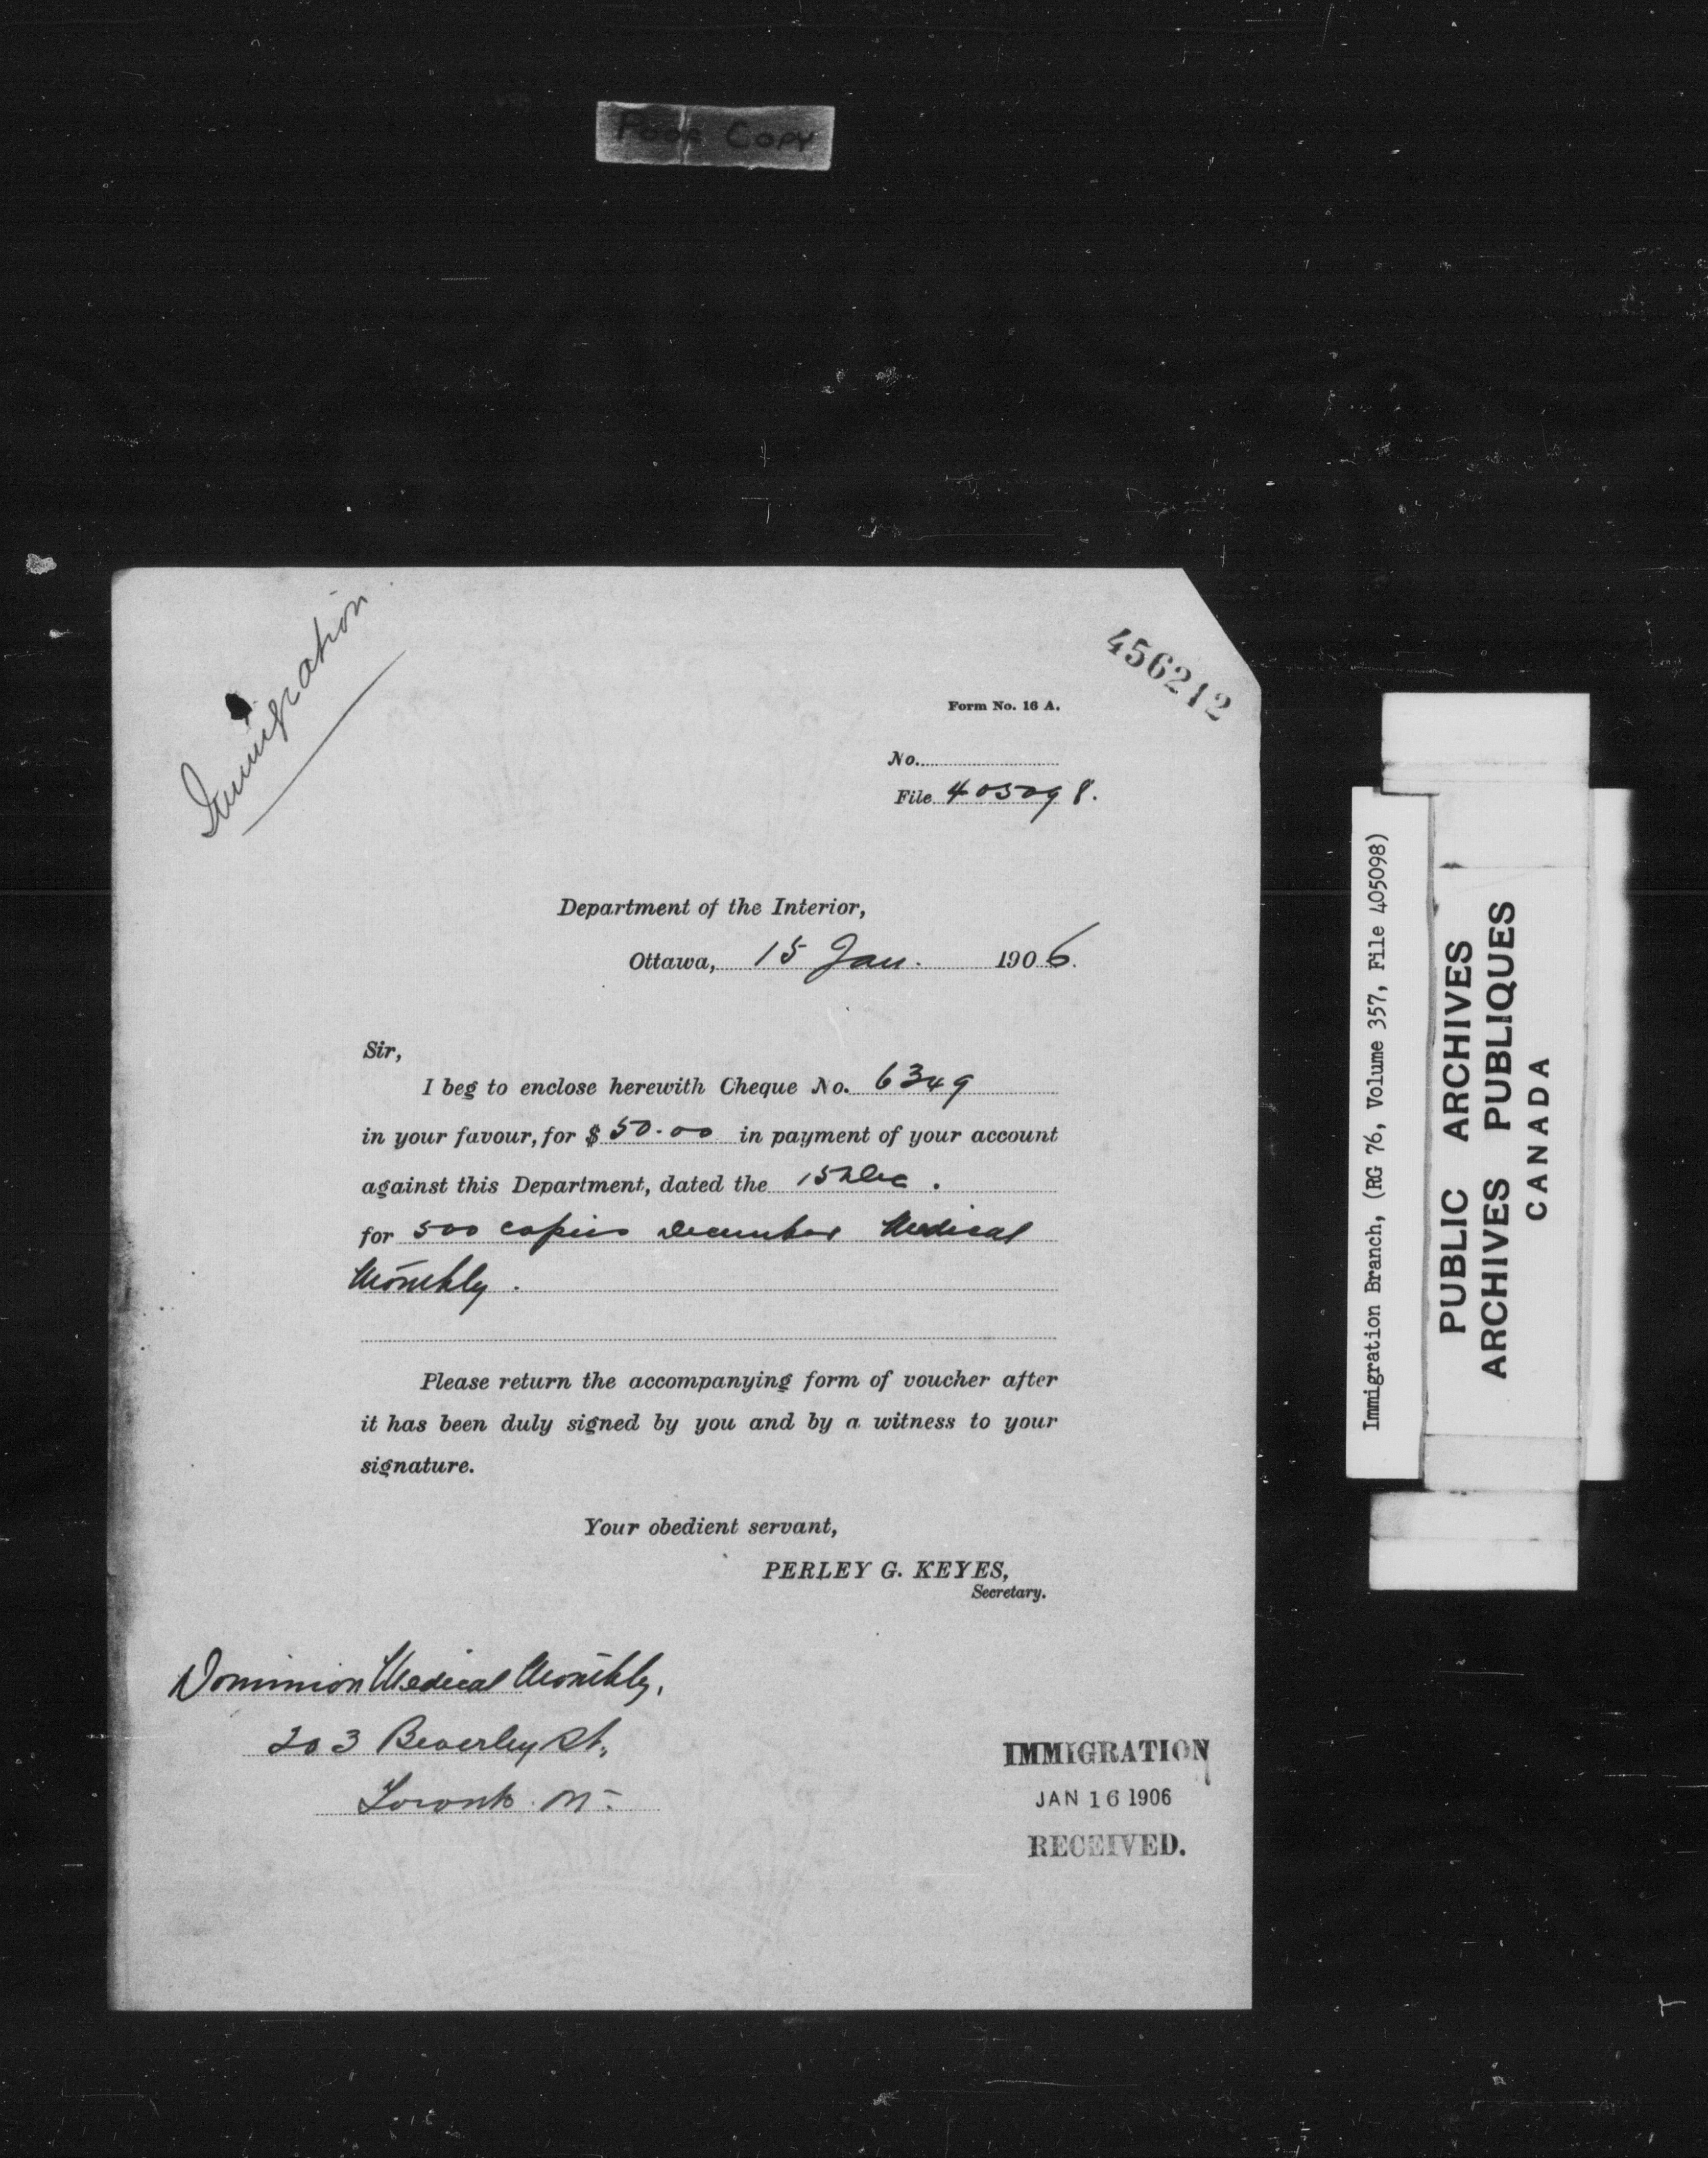 Poor Copy
Immigration
456212
Form No. 16 A.
No.
File 405098.
Department of the Interior,
Ottawa, 15 Jan. 1906.
Sir,
I beg to enclose herewith Cheque No. 6349
in your favour, for $ 50.00 in payment of your account
against this Department, dated the 15 Dec.
for 500 copies December Medical
Monthly.
Please return the accompanying form of voucher after
it has been duly signed by you and by a witness to your
signature.
Your obedient servant,
PERLEY G. KEYES,
Secretary.
Dominion Medical Monthly,
203 Beverley St,
Toronto
IMMIGRATION
JAN 16 1906
RECEIVED.
Immigration Branch, (RG 76, Volume 357, File 405098)
PUBLIC ARCHIVES
ARCHIVES PUBLIQUES
CANADA